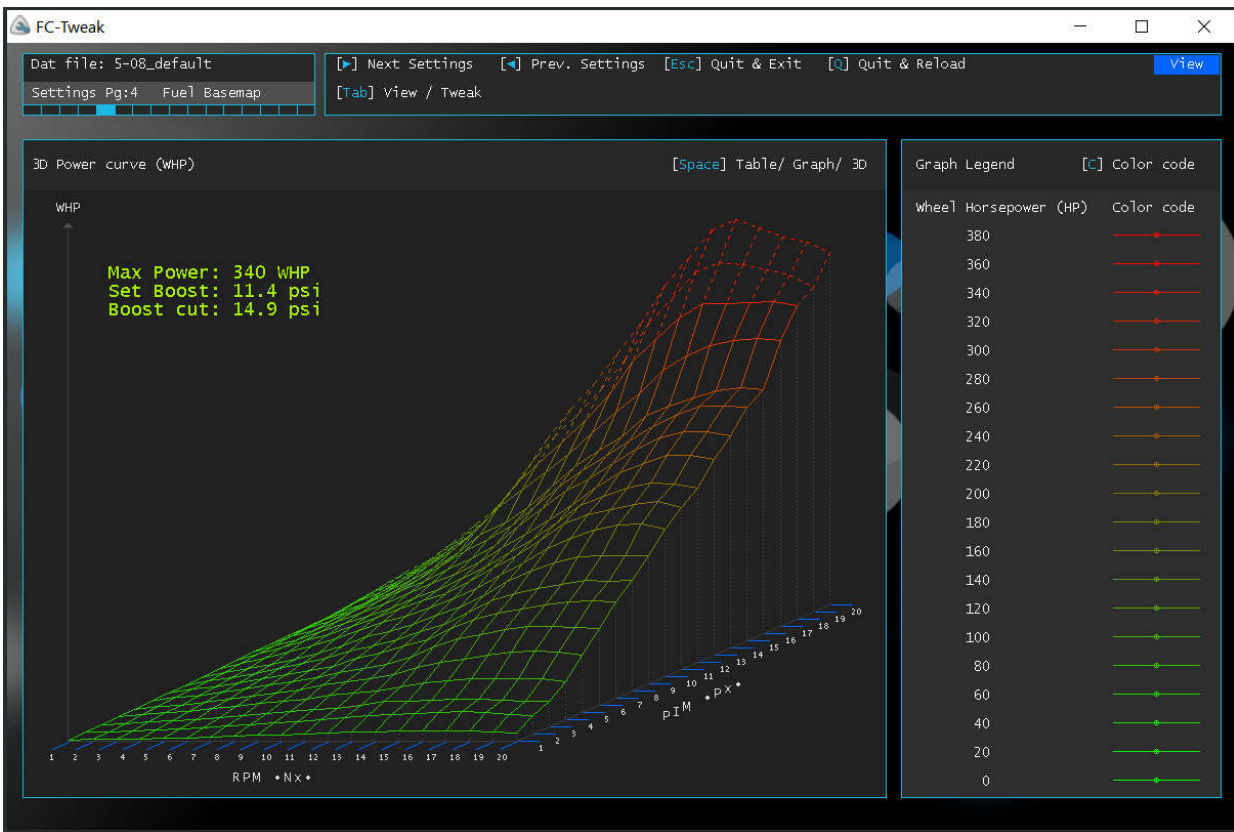 FC-Tweak
Dat file: 5-08_default
Settings Pg:4 Fuel Basemap
[►] Next Settings [◄] Prev. Settings [Esc] Quit & Exit [Q] Quit & Reload
View
[Tab] View / Tweak
3D Power curve (WHP)
[Space] Table/ Graph/ 3D
WHP
Max Power: 340 WHP
Set Boost: 11.4 psi
Boost cut: 14.9 psi
1 2 3 4 5 6 7 8 9 10 11 12 13 14 15 16 17 18 19 20
RPM •Nx•
1 2 3 4 5 6 7 8 9 10 11 12 13 14 15 16 17 18 19 20
pIM •Px•
Graph Legend [C] Color code
Wheel Horsepower (HP) Color code
380
360
340
320
300
280
260
240
220
200
180
160
140
120
100
80
60
40
20
0